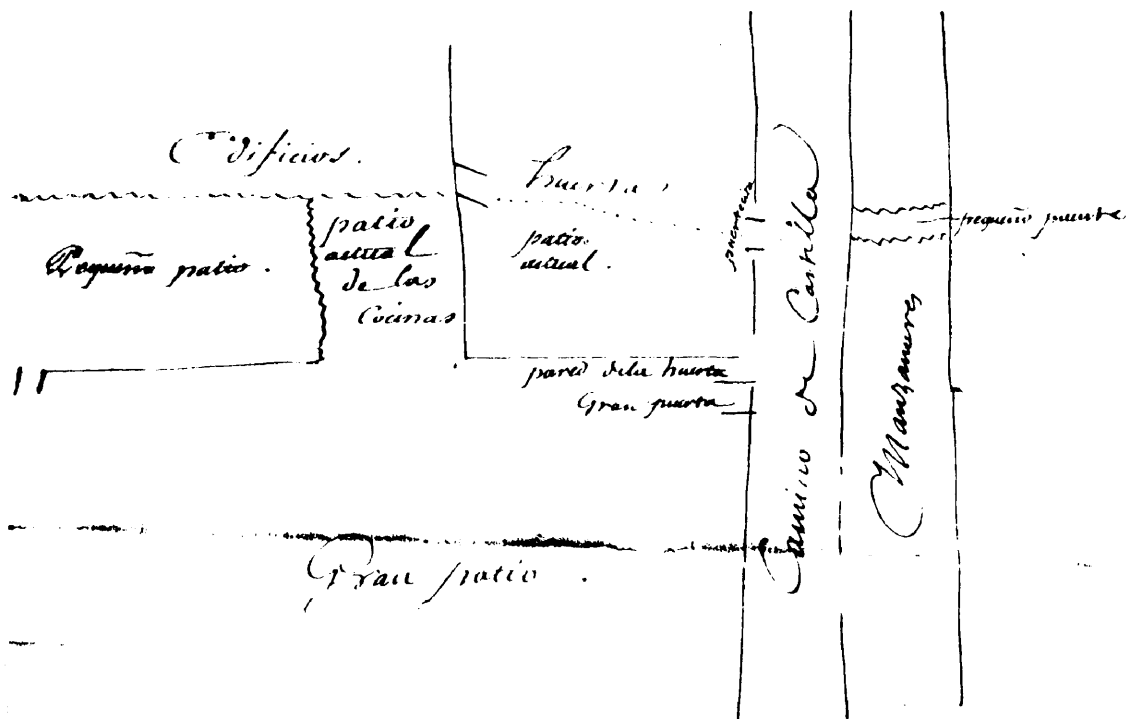 Edificios.
huerta
Pequeño patio.
patio
actual
de las
Cocinas
patio
actual.
puertecita
pequeño puente
Camino de Castilla
Manzanares
pared de la huerta
Gran puerta
Gran patio.